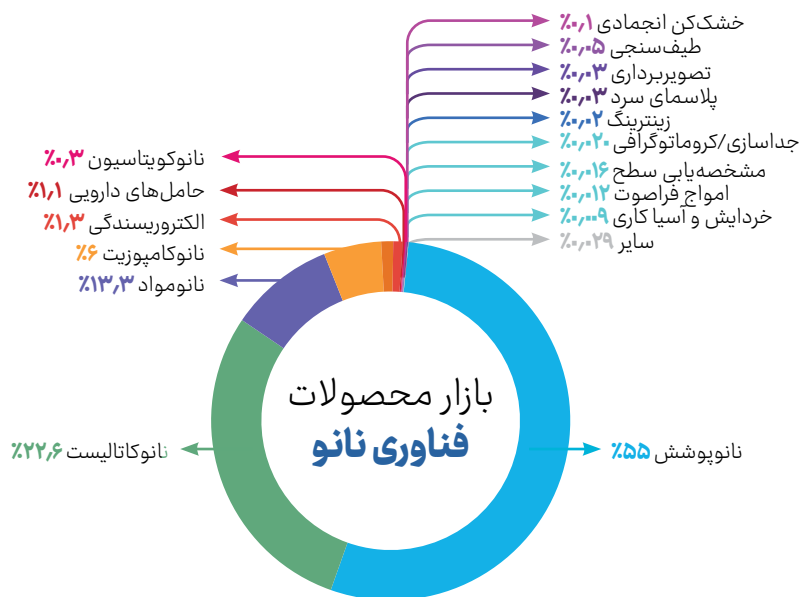 خشک‌کن انجمادی ٪۰٫۱
طیف‌سنجی ٪۰٫۰۵
تصویربرداری ٪۰٫۰۳
پلاسمای سرد ٪۰٫۰۳
زینترینگ ٪۰٫۰۲
جداسازی/کروماتوگرافی ٪۰٫۰۲۰
مشخصه‌یابی سطح ٪۰٫۰۱۶
امواج فراصوت ٪۰٫۰۱۲
خردایش و آسیا کاری ٪۰٫۰۰۹
سایر ٪۰٫۰۲۹
نانوکویتاسیون ٪۰٫۳
حامل‌های دارویی ٪۱٫۱
الکتروریسندگی ٪۱٫۳
نانوکامپوزیت ٪۶
نانومواد ٪۱۳٫۳
بازار محصولات
فناوری نانو
نانوپوشش ٪۵۵
نانوکاتالیست ٪۲۲٫۶